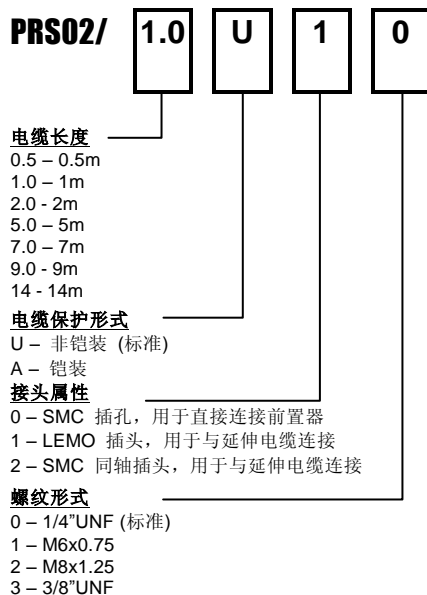 PRS02/ 1.0 U 1 0
电缆长度
0.5 – 0.5m
1.0 – 1m
2.0 - 2m
5.0 – 5m
7.0 – 7m
9.0 - 9m
14 - 14m
电缆保护形式
U – 非铠装 (标准)
A – 铠装
接头属性
0 – SMC 插孔，用于直接连接前置器
1 – LEMO 插头，用于与延伸电缆连接
2 – SMC 同轴插头，用于与延伸电缆连接
螺纹形式
0 – 1/4”UNF (标准)
1 – M6x0.75
2 – M8x1.25
3 – 3/8”UNF